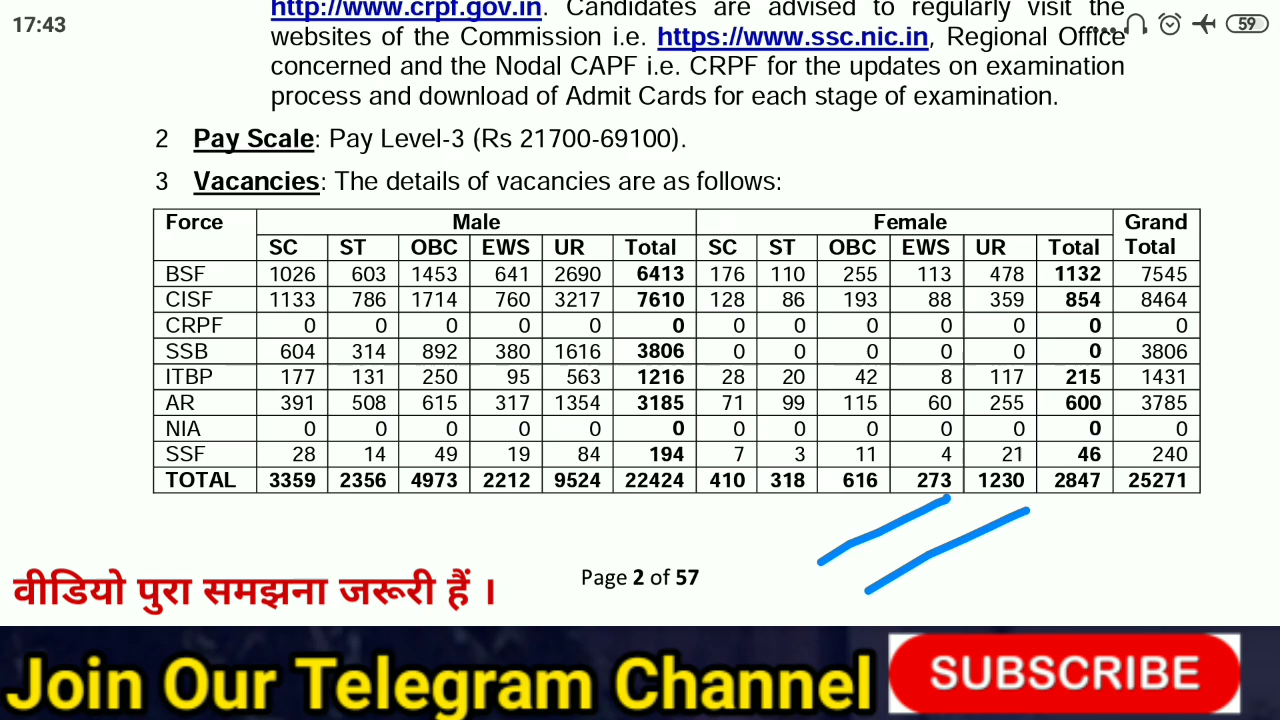 17:43
59
http://www.crpf.gov.in. Candidates are advised to regularly visit the
websites of the Commission i.e. https://www.ssc.nic.in, Regional Office
concerned and the Nodal CAPF i.e. CRPF for the updates on examination
process and download of Admit Cards for each stage of examination.
2 Pay Scale: Pay Level-3 (Rs 21700-69100).
3 Vacancies: The details of vacancies are as follows:
Force Male Female Grand Total
SC ST OBC EWS UR Total SC ST OBC EWS UR Total
BSF 1026 603 1453 641 2690 6413 176 110 255 113 478 1132 7545
CISF 1133 786 1714 760 3217 7610 128 86 193 88 359 854 8464
CRPF 0 0 0 0 0 0 0 0 0 0 0 0 0
SSB 604 314 892 380 1616 3806 0 0 0 0 0 0 3806
ITBP 177 131 250 95 563 1216 28 20 42 8 117 215 1431
AR 391 508 615 317 1354 3185 71 99 115 60 255 600 3785
NIA 0 0 0 0 0 0 0 0 0 0 0 0 0
SSF 28 14 49 19 84 194 7 3 11 4 21 46 240
TOTAL 3359 2356 4973 2212 9524 22424 410 318 616 273 1230 2847 25271
Page 2 of 57
वीडियो पुरा समझना जरूरी हैं ।
Join Our Telegram Channel
SUBSCRIBE